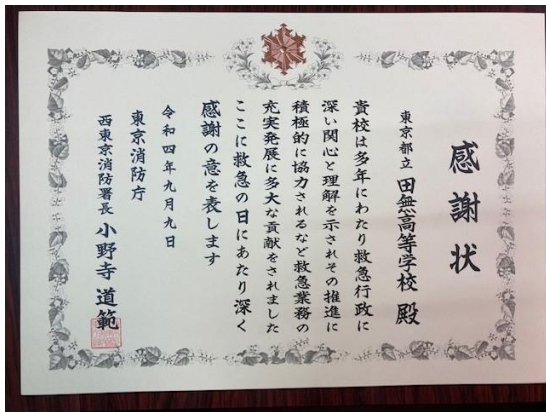 感謝状
東京都立 田無高等学校 殿
貴校は多年にわたり救急行政に
深い関心と理解を示されその推進に
積極的に協力されるなど救急業務の
充実発展に多大な貢献をされました
ここに救急の日にあたり深く
感謝の意を表します
令和四年九月九日
東京消防庁
西東京消防署長 小野寺 道範